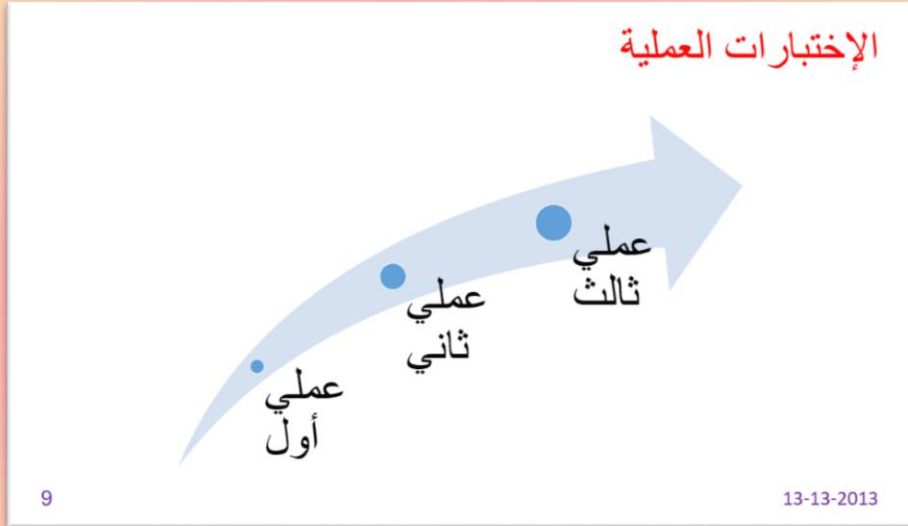 الإختبارات العملية
عملي
أول
عملي
ثاني
عملي
ثالث
9
13-13-2013